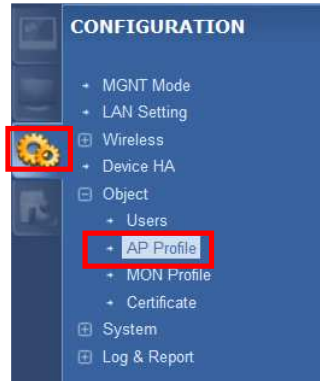 CONFIGURATION
MGNT Mode
LAN Setting
Wireless
Device HA
Object
Users
AP Profile
MON Profile
Certificate
System
Log & Report